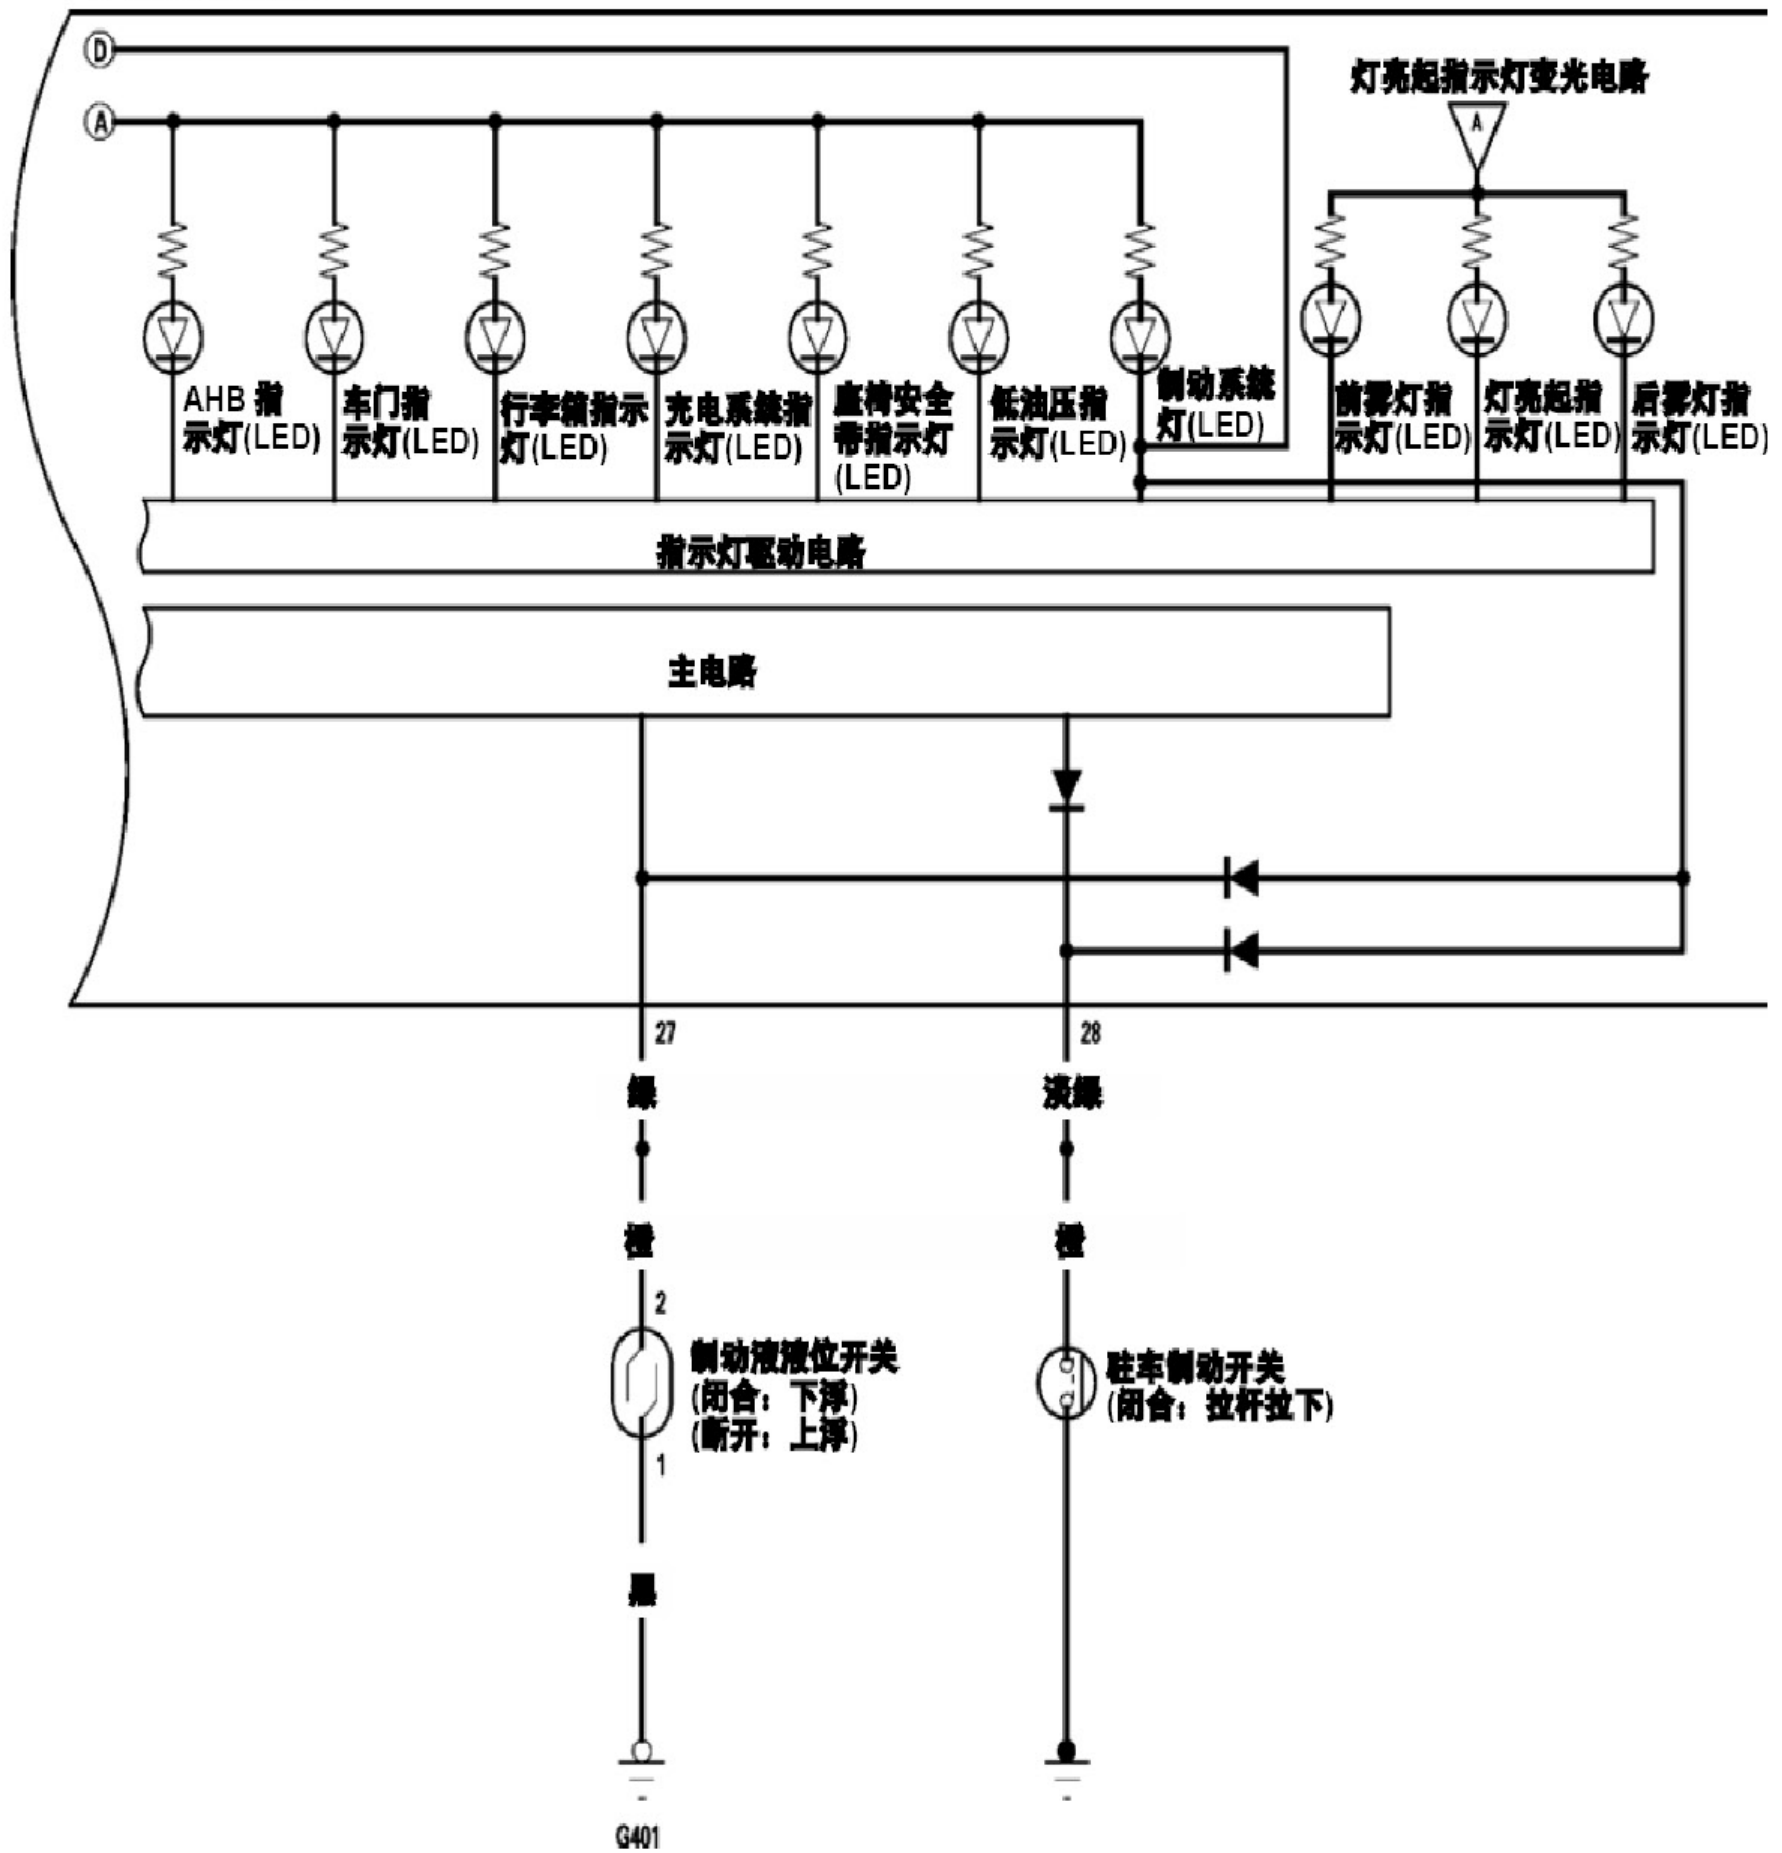 D
灯亮起指示灯变光电路
A
A
AHB 指
示灯(LED)
车门指
示灯(LED)
行李箱指示
灯(LED)
充电系统指
示灯(LED)
座椅安全
带指示灯
(LED)
低油压指
示灯(LED)
制动系统
灯(LED)
前雾灯指
示灯(LED)
灯亮起指
示灯(LED)
后雾灯指
示灯(LED)
指示灯驱动电路
主电路
27
28
绿
淡绿
橙
橙
2
制动液液位开关
(闭合：下浮)
(断开：上浮)
驻车制动开关
(闭合：拉杆拉下)
1
黑
G401